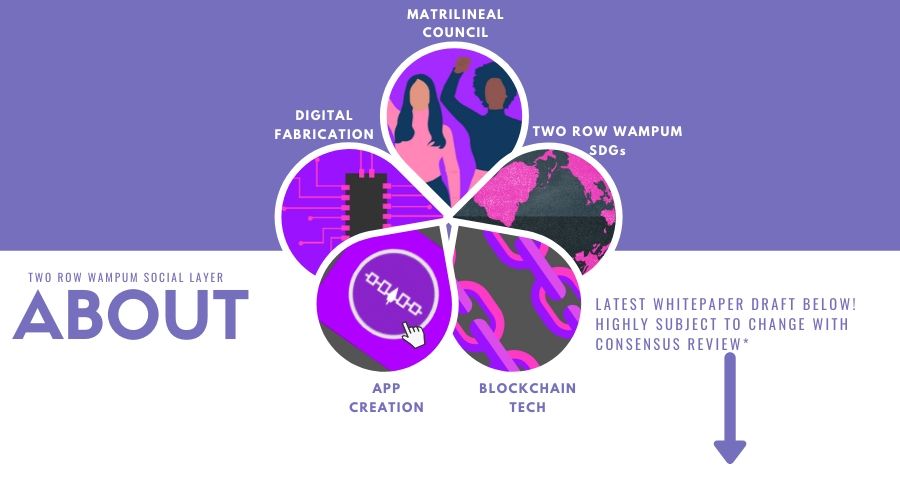 MATRILINEAL
COUNCIL
DIGITAL
FABRICATION
TWO ROW WAMPUM
SDGs
TWO ROW WAMPUM SOCIAL LAYER
ABOUT
LATEST WHITEPAPER DRAFT BELOW!
HIGHLY SUBJECT TO CHANGE WITH
CONSENSUS REVIEW*
APP
CREATION
BLOCKCHAIN
TECH